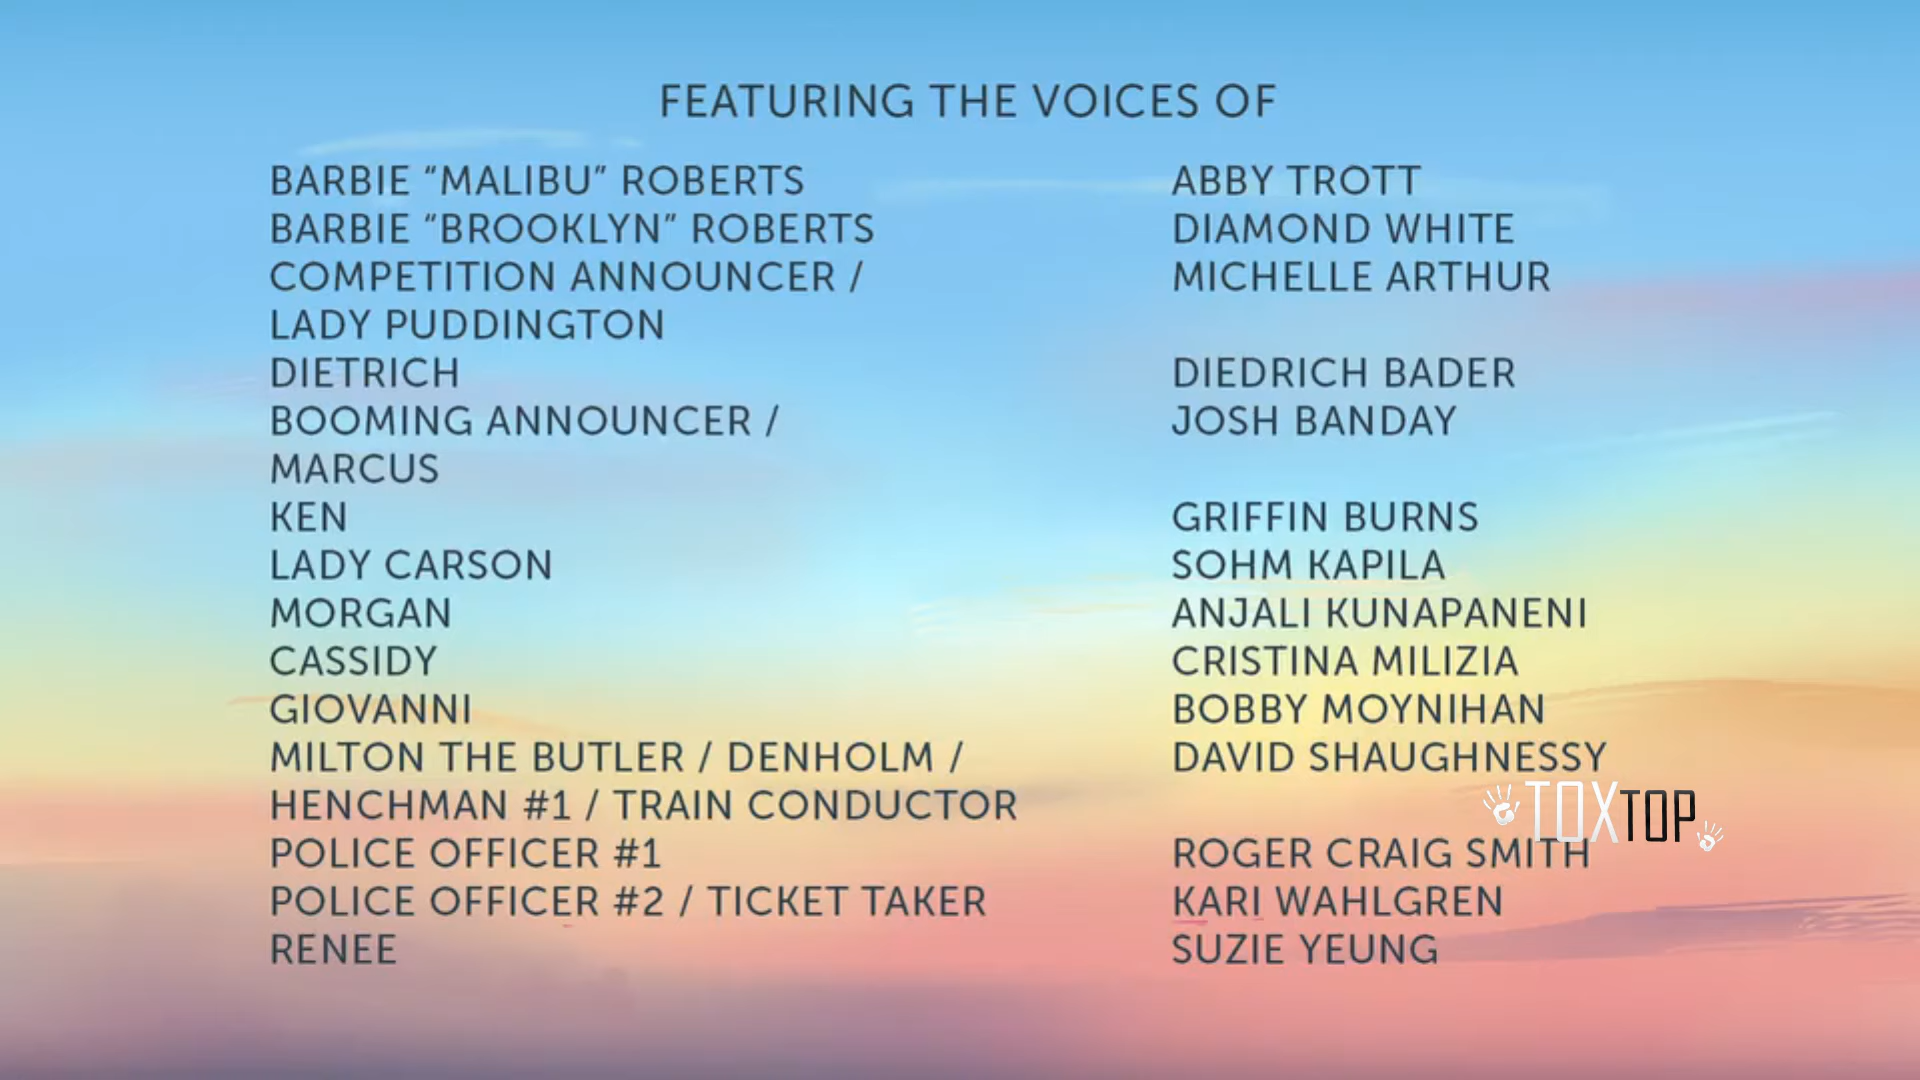 FEATURING THE VOICES OF
BARBIE “MALIBU” ROBERTS ABBY TROTT
BARBIE “BROOKLYN” ROBERTS DIAMOND WHITE
COMPETITION ANNOUNCER / MICHELLE ARTHUR
LADY PUDDINGTON
DIETRICH DIEDRICH BADER
BOOMING ANNOUNCER / JOSH BANDAY
MARCUS
KEN GRIFFIN BURNS
LADY CARSON SOHM KAPILA
MORGAN ANJALI KUNAPANENI
CASSIDY CRISTINA MILIZIA
GIOVANNI BOBBY MOYNIHAN
MILTON THE BUTLER / DENHOLM / DAVID SHAUGHNESSY
HENCHMAN #1 / TRAIN CONDUCTOR
TOXTOP
POLICE OFFICER #1 ROGER CRAIG SMITH
POLICE OFFICER #2 / TICKET TAKER KARI WAHLGREN
RENEE SUZIE YEUNG